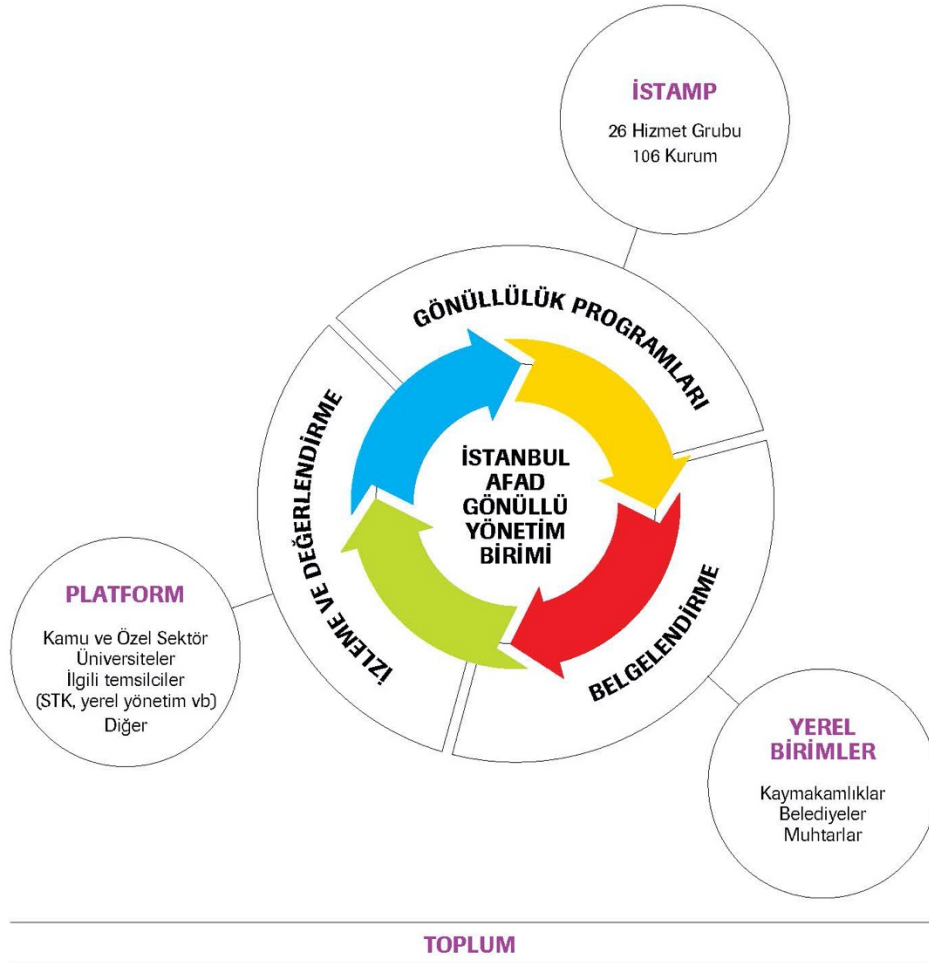 İSTAMP
26 Hizmet Grubu
106 Kurum
GÖNÜLLÜLÜK PROGRAMLARI
İZLEME VE DEĞERLENDİRME
BELGELENDİRME
İSTANBUL
AFAD
GÖNÜLLÜ
YÖNETİM
BİRİMİ
PLATFORM
Kamu ve Özel Sektör
Üniversiteler
İlgili temsilciler
(STK, yerel yönetim vb)
Diğer
YEREL
BİRİMLER
Kaymakamlıklar
Belediyeler
Muhtarlar
TOPLUM